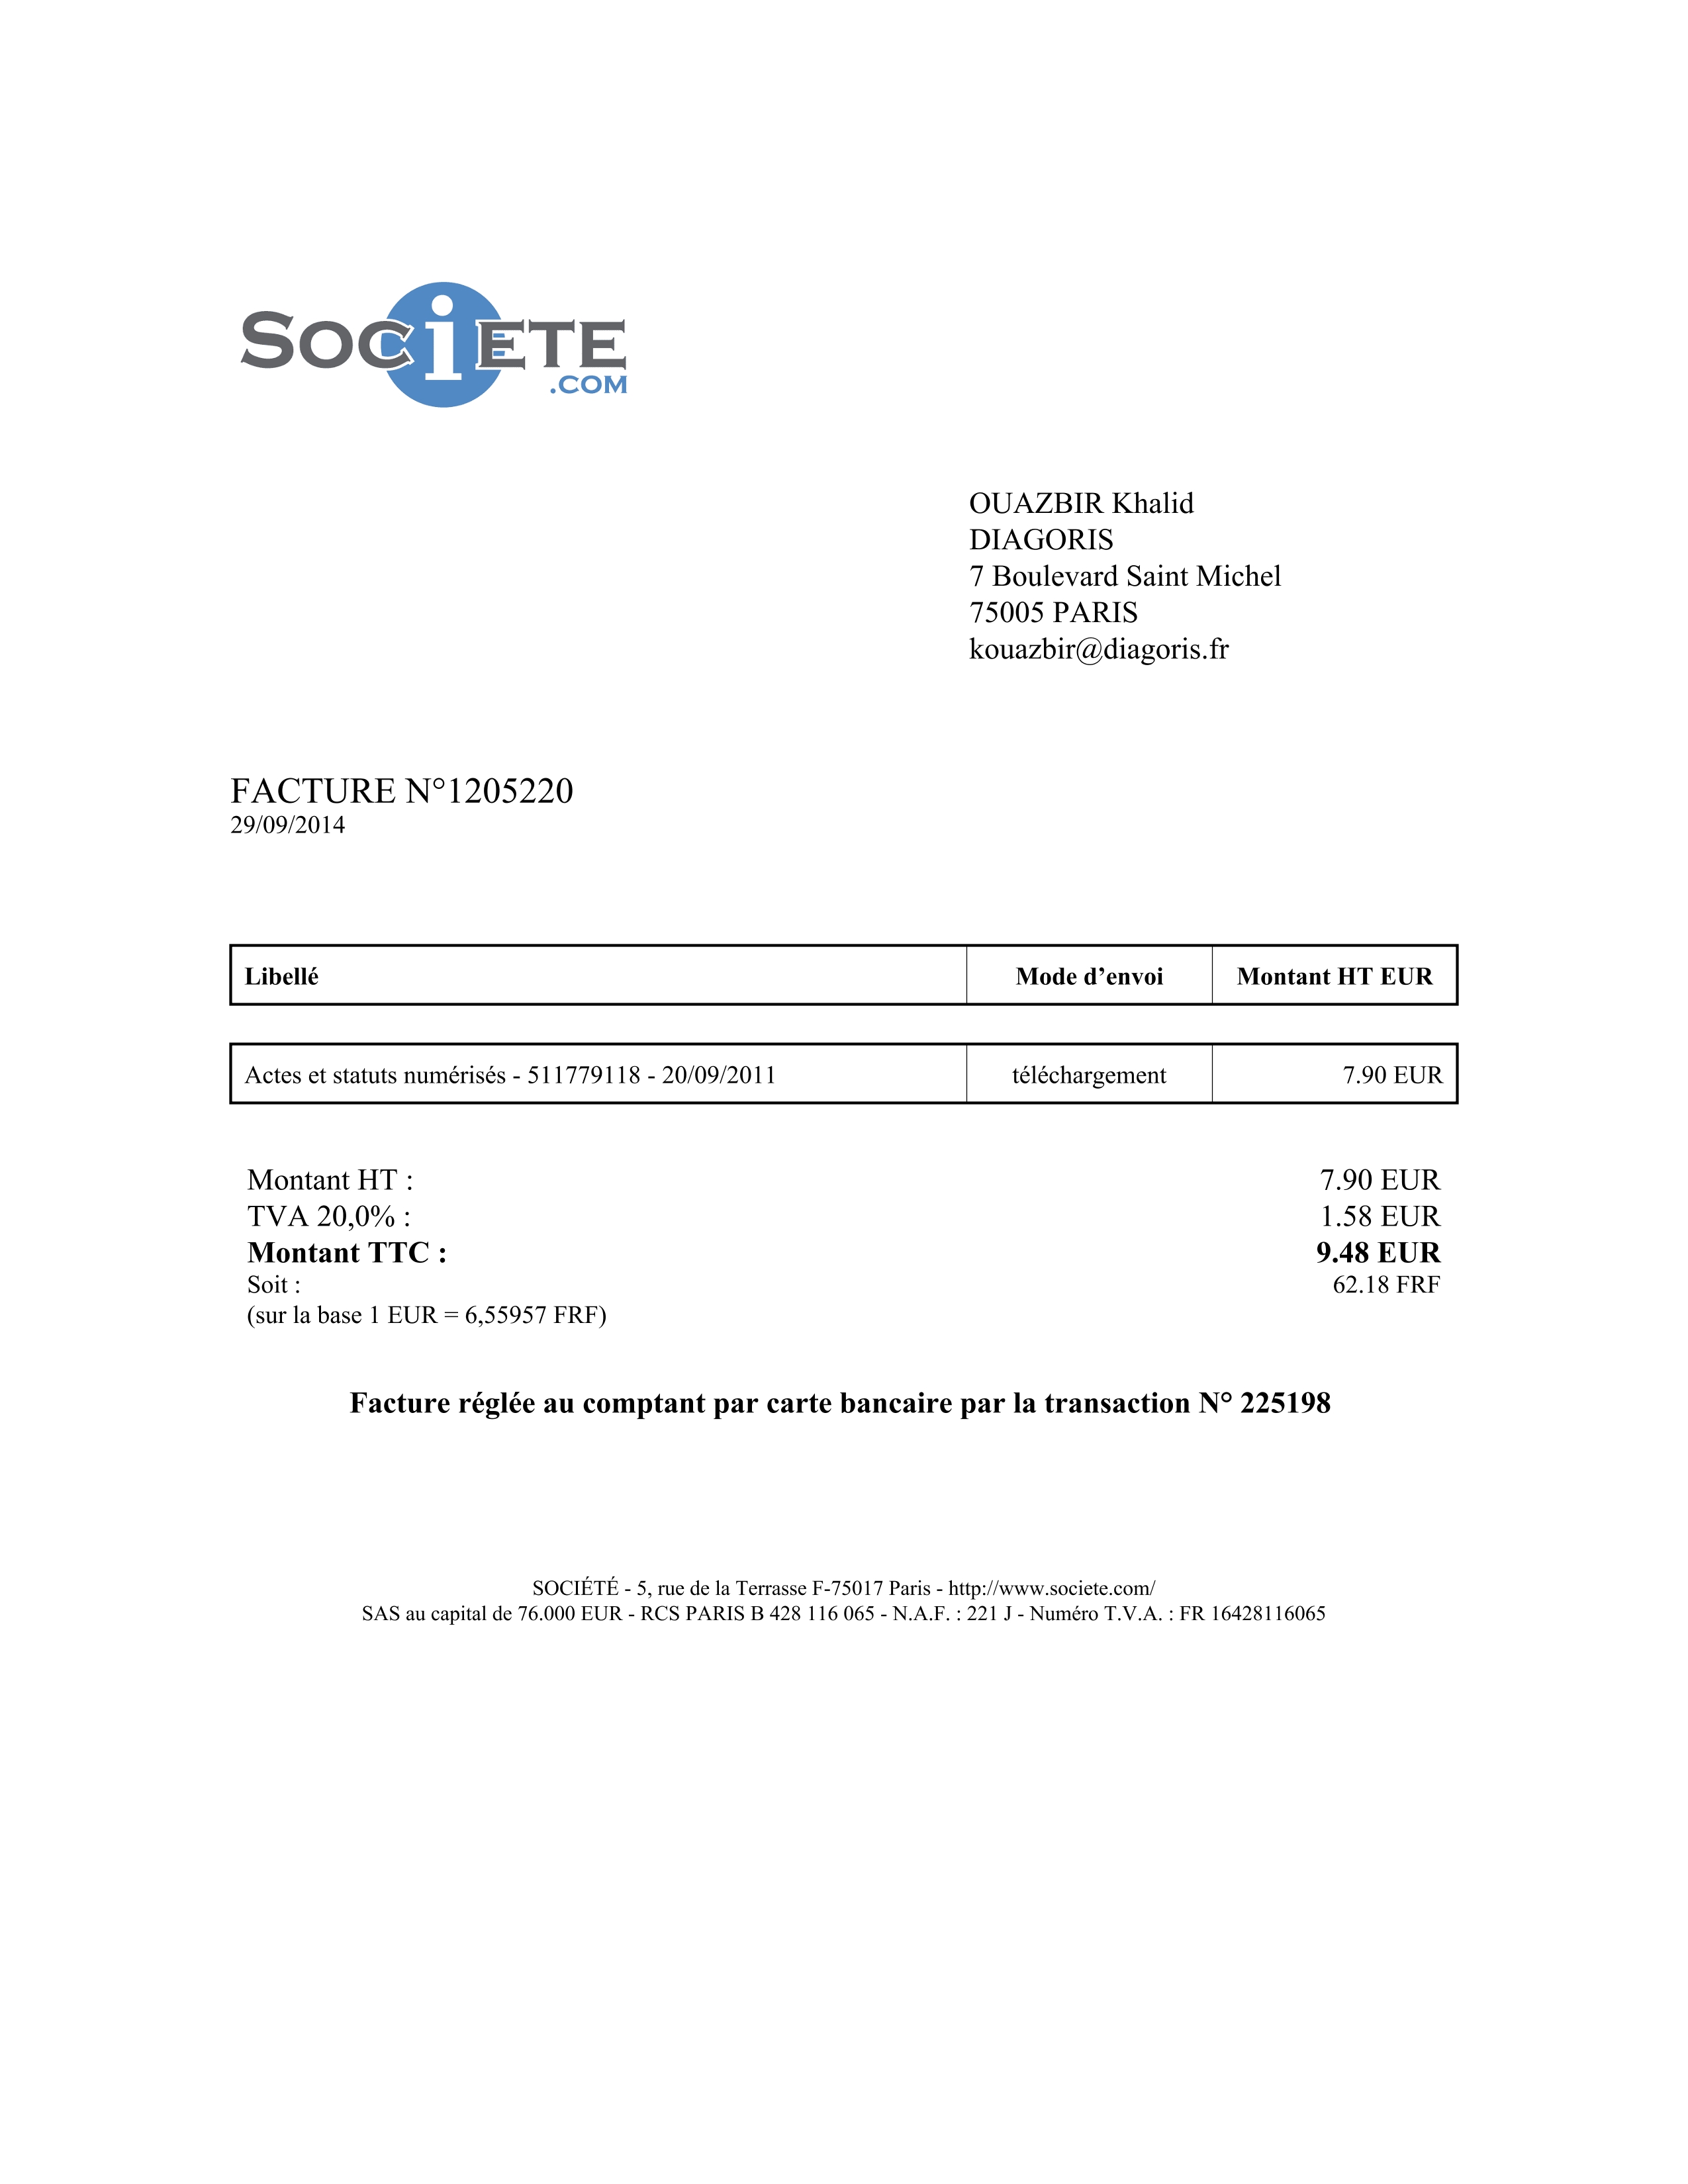 SOCiETE
.COM
OUAZBIR Khalid
DIAGORIS
7 Boulevard Saint Michel
75005 PARIS
kouazbir@diagoris.fr
FACTURE N°1205220
29/09/2014
Libellé Mode d’envoi Montant HT EUR
Actes et statuts numérisés - 511779118 - 20/09/2011 téléchargement 7.90 EUR
Montant HT : 7.90 EUR
TVA 20,0% : 1.58 EUR
Montant TTC : 9.48 EUR
Soit : 62.18 FRF
(sur la base 1 EUR = 6,55957 FRF)
Facture réglée au comptant par carte bancaire par la transaction N° 225198
SOCIÉTÉ - 5, rue de la Terrasse F-75017 Paris - http://www.societe.com/
SAS au capital de 76.000 EUR - RCS PARIS B 428 116 065 - N.A.F. : 221 J - Numéro T.V.A. : FR 16428116065